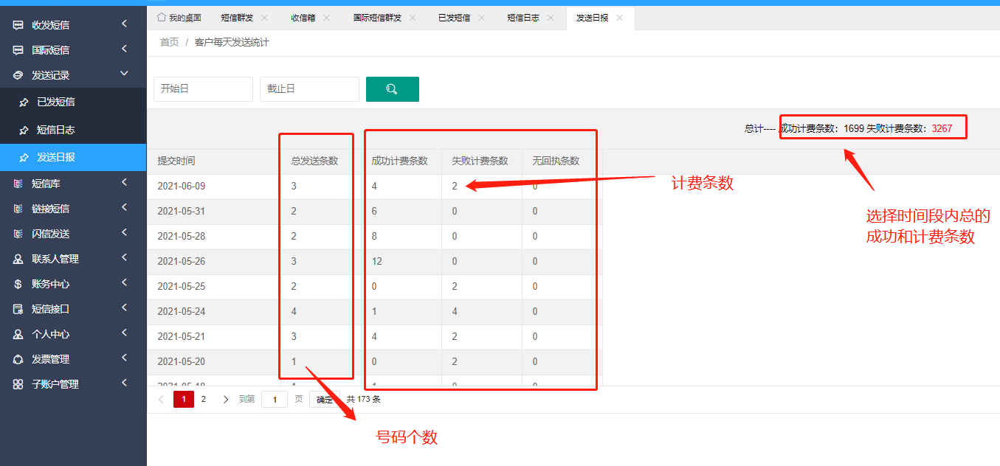 我的桌面 短信群发 收信箱 国际短信群发 已发短信 短信日志 发送日报
首页 / 客户每天发送统计
收发短信
国际短信
发送记录
已发短信
短信日志
发送日报
短信库
链接短信
闪信发送
联系人管理
账务中心
短信接口
个人中心
发票管理
子账户管理
开始日 截止日
总计---- 成功计费条数：1699 失败计费条数：3267
提交时间 总发送条数 成功计费条数 失败计费条数 无回执条数
2021-06-09 3 4 2 0
2021-05-31 2 6 0 0
2021-05-28 2 8 0 0
2021-05-26 3 12 0 0
2021-05-25 2 0 2 0
2021-05-24 4 1 4 0
2021-05-21 3 4 2 0
2021-05-20 1 0 2 0
2021-05-18 1 1 0 0
1 2 到第 1 页 确定 共 173 条
计费条数
选择时间段内总的
成功和计费条数
号码个数